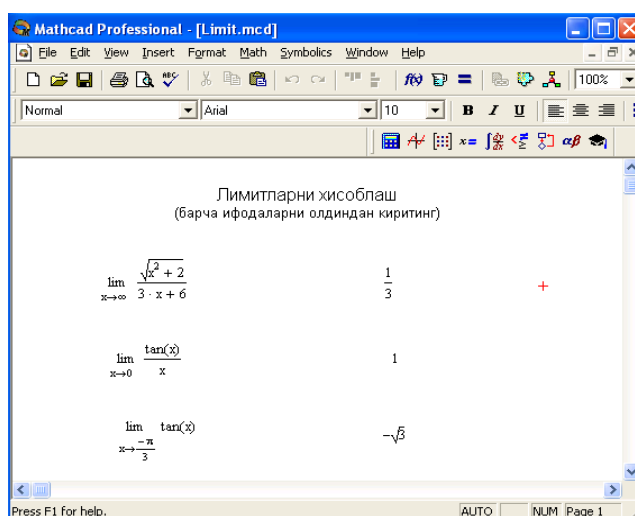 Mathcad Professional - [Limit.mcd]
File Edit View Insert Format Math Symbolics Window Help
100%
Normal Arial 10 B I U
Лимитларни хисоблаш
(барча ифодаларни олдиндан киритинг)
lim x→∞ √(x² + 2) / (3 · x + 6) 1/3
lim x→0 tan(x) / x 1
lim x→ -π/3 tan(x) -√3
Press F1 for help. AUTO NUM Page 1